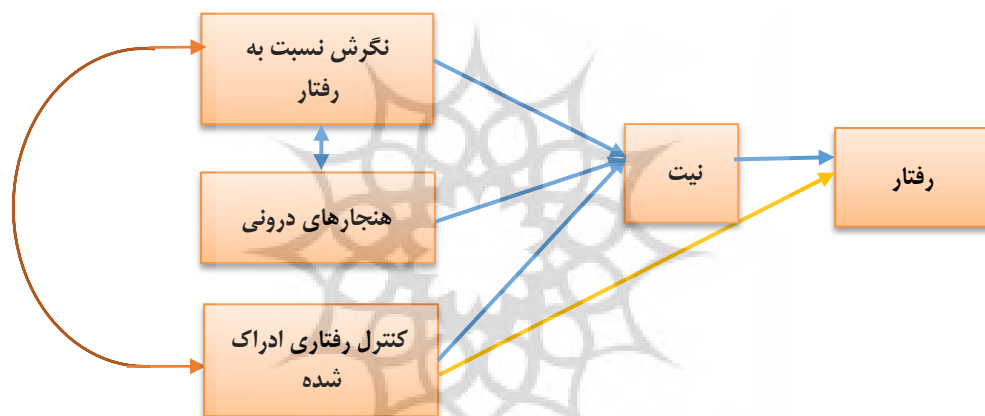 نگرش نسبت به
رفتار
هنجارهای درونی
کنترل رفتاری ادراک
شده
نیت
رفتار